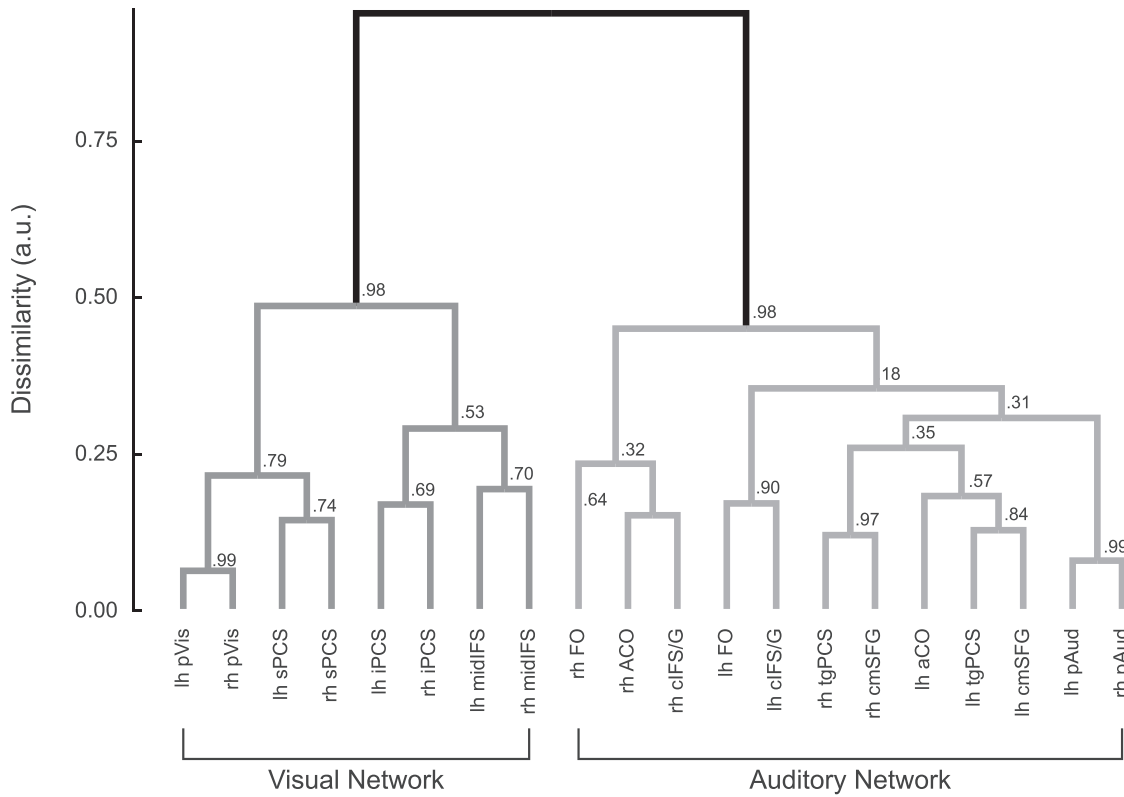 0.75
Dissimilarity (a.u.)
0.50
.98
.98
18
.53
.31
.35
0.25
.79
.32
.70
.57
.69
.64
.90
.74
.84
.97
.99
.99
0.00
lh pVis
rh pVis
lh sPCS
rh sPCS
lh iPCS
rh iPCS
lh midIFS
rh midIFS
rh FO
rh ACO
rh cIFS/G
lh FO
lh cIFS/G
rh tgPCS
rh cmSFG
lh aCO
lh tgPCS
lh cmSFG
lh pAud
rh pAud
Visual Network
Auditory Network